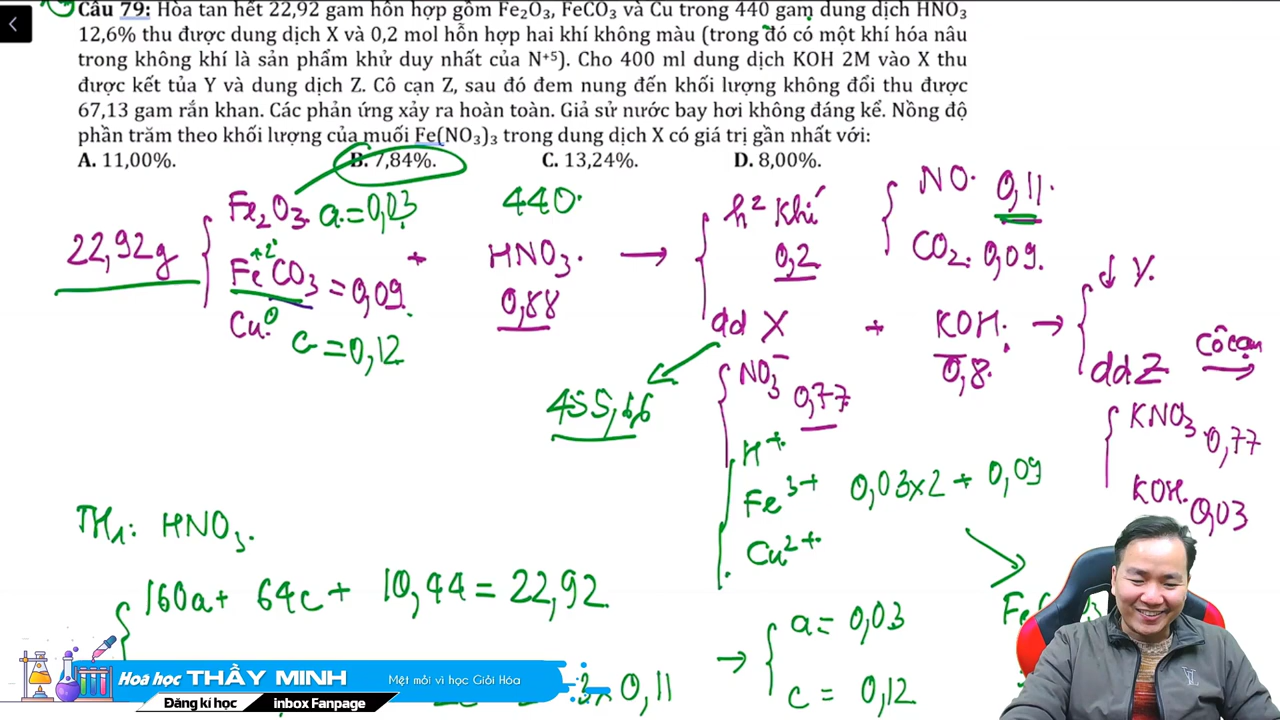 Câu 79: Hòa tan hết 22,92 gam hỗn hợp gồm Fe₂O₃, FeCO₃ và Cu trong 440 gam dung dịch HNO₃
12,6% thu được dung dịch X và 0,2 mol hỗn hợp hai khí không màu (trong đó có một khí hóa nâu
trong không khí là sản phẩm khử duy nhất của N⁺⁵). Cho 400 ml dung dịch KOH 2M vào X thu
được kết tủa Y và dung dịch Z. Cô cạn Z, sau đó đem nung đến khối lượng không đổi thu được
67,13 gam rắn khan. Các phản ứng xảy ra hoàn toàn. Giả sử nước bay hơi không đáng kể. Nồng độ
phần trăm theo khối lượng của muối Fe(NO₃)₃ trong dung dịch X có giá trị gần nhất với:
A. 11,00%. B. 7,84%. C. 13,24%. D. 8,00%.
22,92g
Fe₂O₃ a = 0,03
+2
FeCO₃ = 0,09
0
Cu c = 0,12
+
440
HNO₃
0,88
→
h² khí
0,2
NO 0,11
CO₂ 0,09
dd X + KOH →
0,8
455,66
NO₃⁻ 0,77
H⁺
Fe³⁺ 0,03x2 + 0,09
Cu²⁺
↓ Y
dd Z
Cô cạn
→
KNO₃ 0,77
KOH 0,03
TH₁: HNO₃
160a + 64c + 10,44 = 22,92
x 0,11
→
a = 0,03
c = 0,12
Hoá học THẦY MINH
Mệt mỏi vì học Giỏi Hóa
Đăng kí học
inbox Fanpage